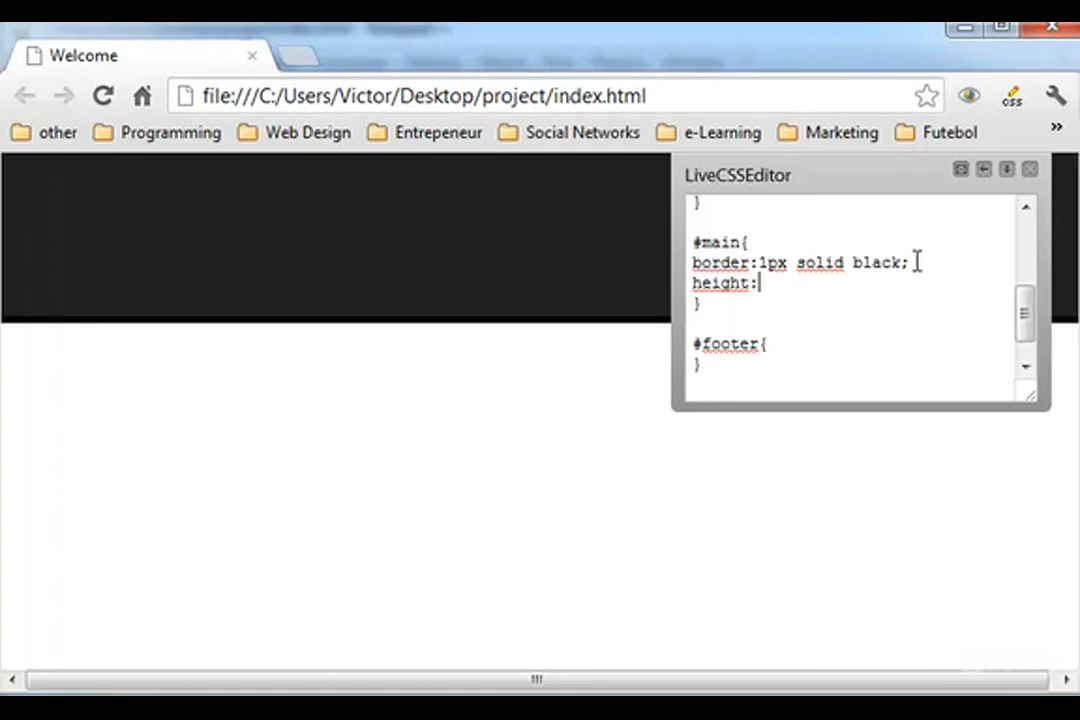 Welcome
file:///C:/Users/Victor/Desktop/project/index.html
css
other Programming Web Design Entrepeneur Social Networks e-Learning Marketing Futebol »
LiveCSSEditor
}
#main{
border:1px solid black;
height:
}
#footer{
}